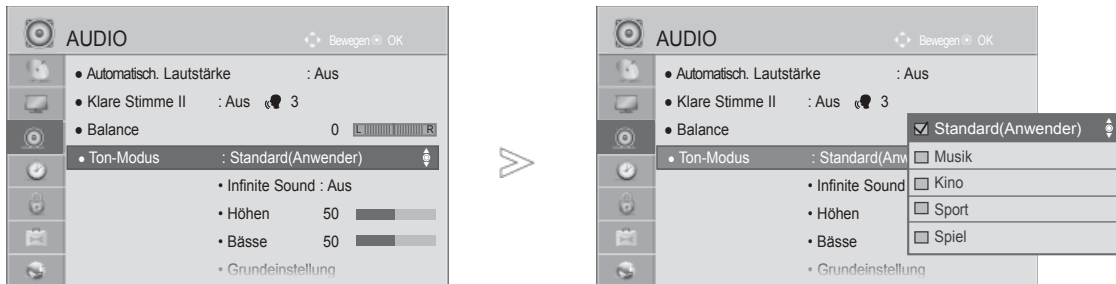 AUDIO
Bewegen OK
• Automatisch. Lautstärke : Aus
• Klare Stimme II : Aus 3
• Balance 0 L R
• Ton-Modus : Standard(Anwender)
• Infinite Sound : Aus
• Höhen 50
• Bässe 50
• Grundeinstellung
AUDIO
Bewegen OK
• Automatisch. Lautstärke : Aus
• Klare Stimme II : Aus 3
• Balance
• Ton-Modus : Standard(Anw
• Infinite Sound
• Höhen
• Bässe
• Grundeinstellung
Standard(Anwender)
Musik
Kino
Sport
Spiel